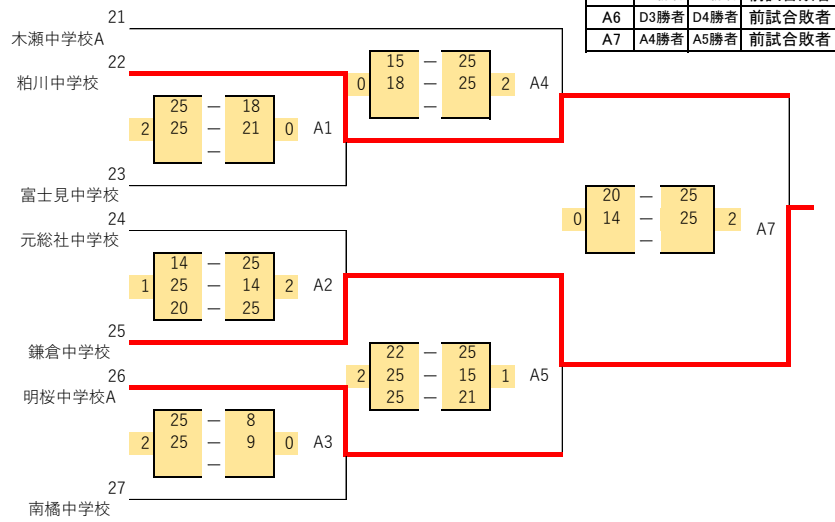 A6 D3勝者 D4勝者 前試合敗者
A7 A4勝者 A5勝者 前試合敗者
21
木瀬中学校A
22
粕川中学校
0 15 － 25 2 A4
18 － 25
－
2 25 － 18 0 A1
25 － 21
－
23
富士見中学校
24
元総社中学校
0 20 － 25 2 A7
14 － 25
－
1 14 － 25 2 A2
25 － 14
20 － 25
25
鎌倉中学校
26
明桜中学校A
2 22 － 25 1 A5
25 － 15
25 － 21
2 25 － 8 0 A3
25 － 9
－
27
南橘中学校